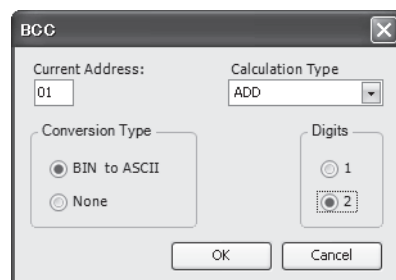 BCC
Current Address:
Calculation Type
01
ADD
Conversion Type
Digits
BIN to ASCII
1
None
2
OK
Cancel